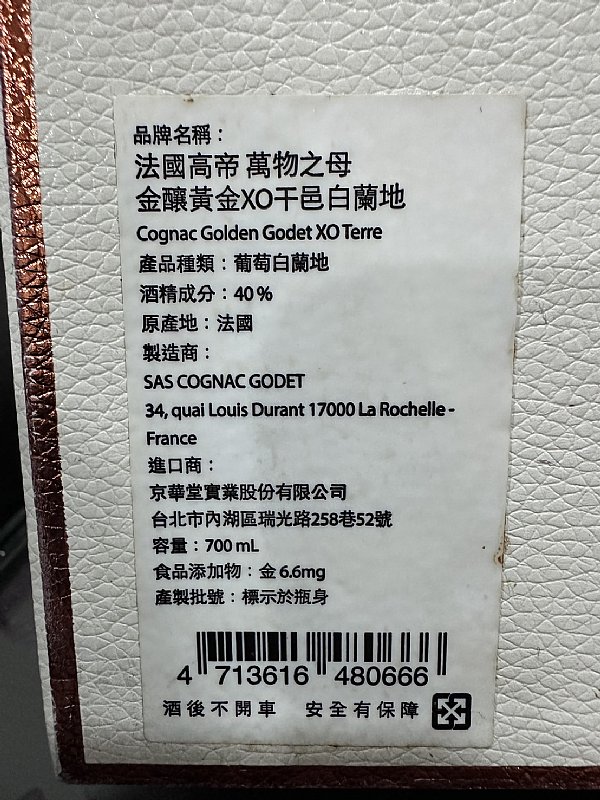 品牌名稱：
法國高帝 萬物之母
金釀黃金XO干邑白蘭地
Cognac Golden Godet XO Terre
產品種類：葡萄白蘭地
酒精成分：40 %
原產地：法國
製造商：
SAS COGNAC GODET
34, quai Louis Durant 17000 La Rochelle -
France
進口商：
京華堂實業股份有限公司
台北市內湖區瑞光路258巷52號
容量：700 mL
食品添加物：金 6.6mg
產製批號：標示於瓶身
4 713616 480666
酒後不開車 安全有保障